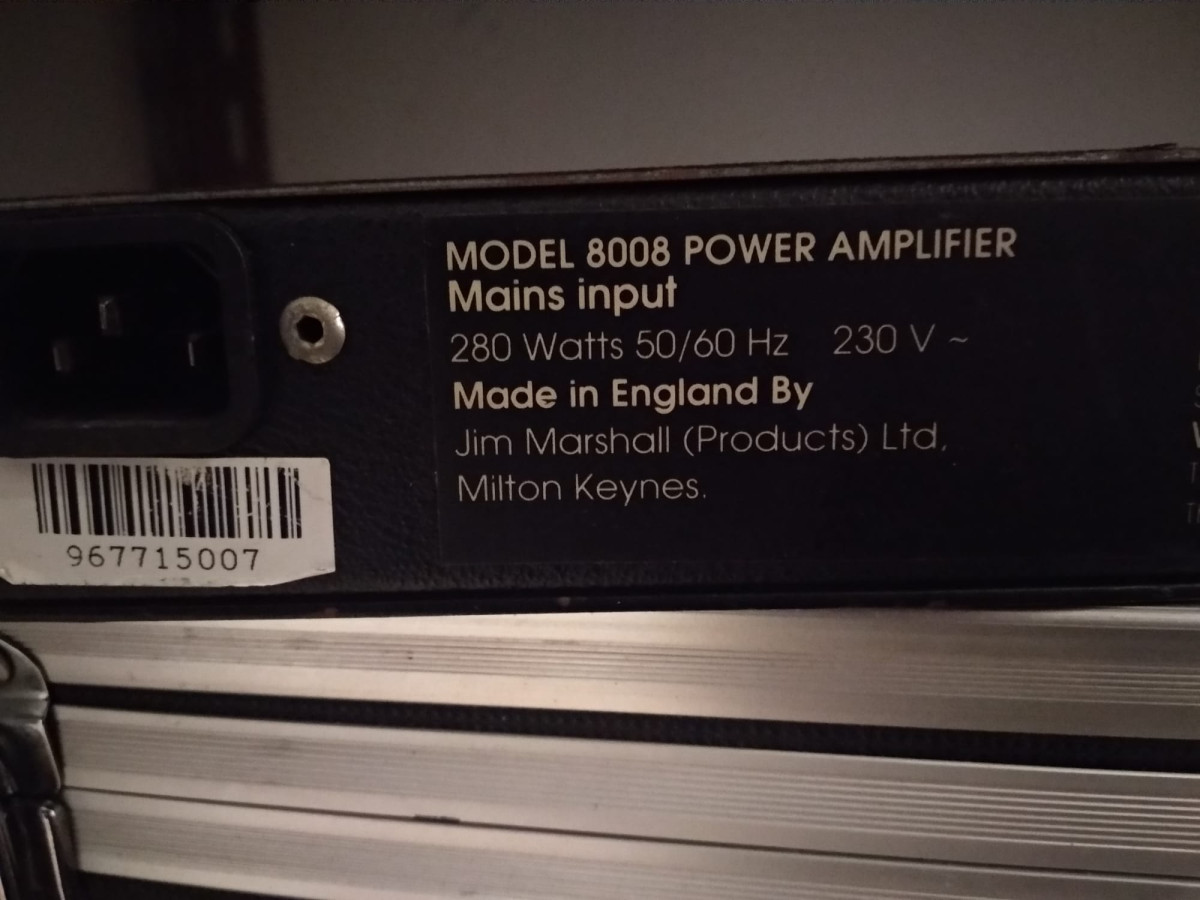 MODEL 8008 POWER AMPLIFIER
Mains input
280 Watts 50/60 Hz 230 V ~
Made in England By
Jim Marshall (Products) Ltd,
Milton Keynes.
967715007